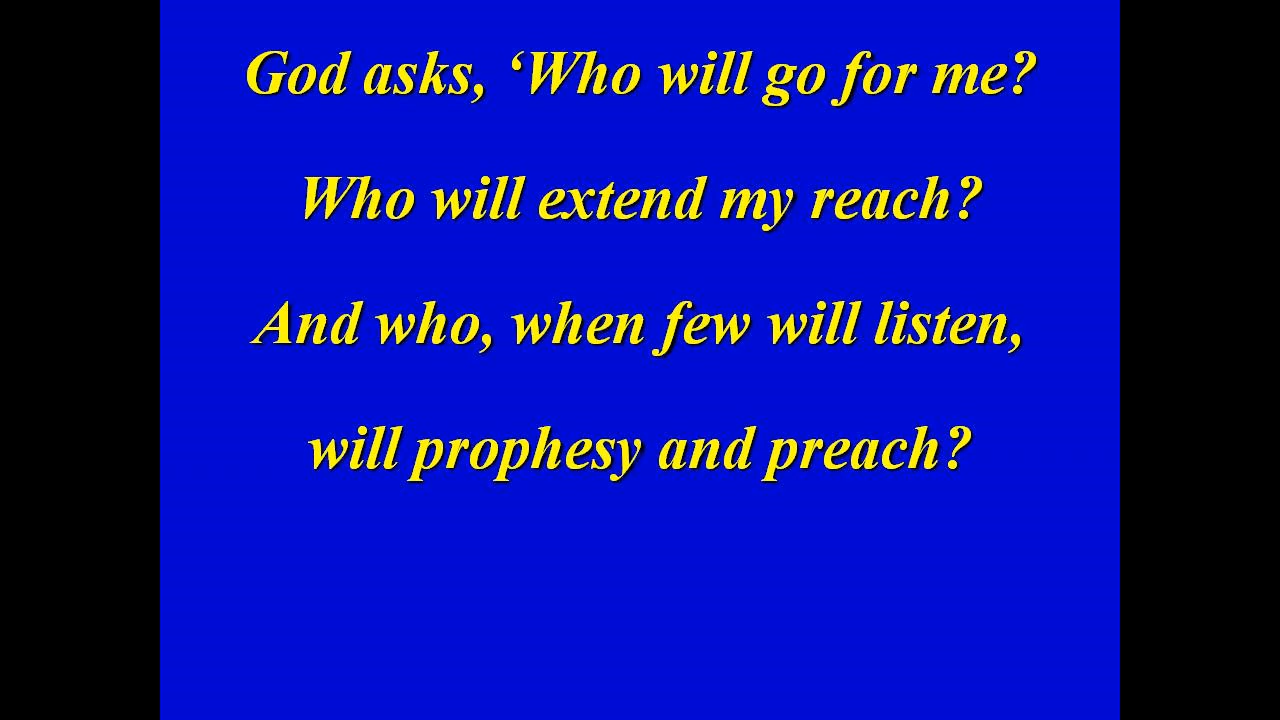 God asks, ‘Who will go for me?
Who will extend my reach?
And who, when few will listen,
will prophesy and preach?